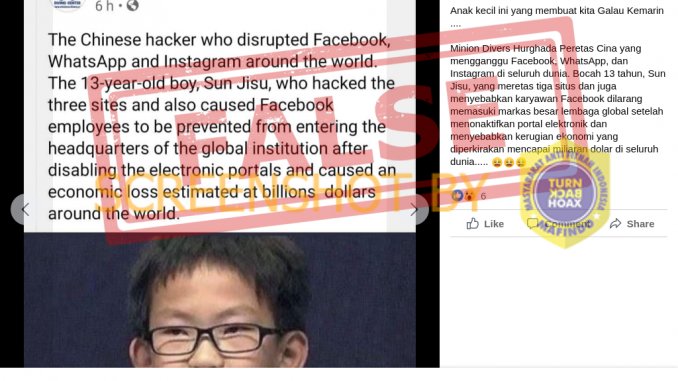 6 h
The Chinese hacker who disrupted Facebook,
WhatsApp and Instagram around the world.
The 13-year-old boy, Sun Jisu, who hacked the
three sites and also caused Facebook
employees to be prevented from entering the
headquarters of the global institution after
disabling the electronic portals and caused an
economic loss estimated at billions dollars
around the world.
FALSE
SCREENSHOT BY
Anak kecil ini yang membuat kita Galau Kemarin
....
Minion Divers Hurghada Peretas Cina yang
mengganggu Facebook, WhatsApp, dan
Instagram di seluruh dunia. Bocah 13 tahun, Sun
Jisu, yang meretas tiga situs dan juga
menyebabkan karyawan Facebook dilarang
memasuki markas besar lembaga global setelah
menonaktifkan portal elektronik dan
menyebabkan kerugian ekonomi yang
diperkirakan mencapai miliaran dolar di seluruh
dunia..... 😄😄😄
6
MASYARAKAT ANTI FITNAH INDONESIA
TURN
BACK
HOAX
MAFINDO
Like
Comment
Share